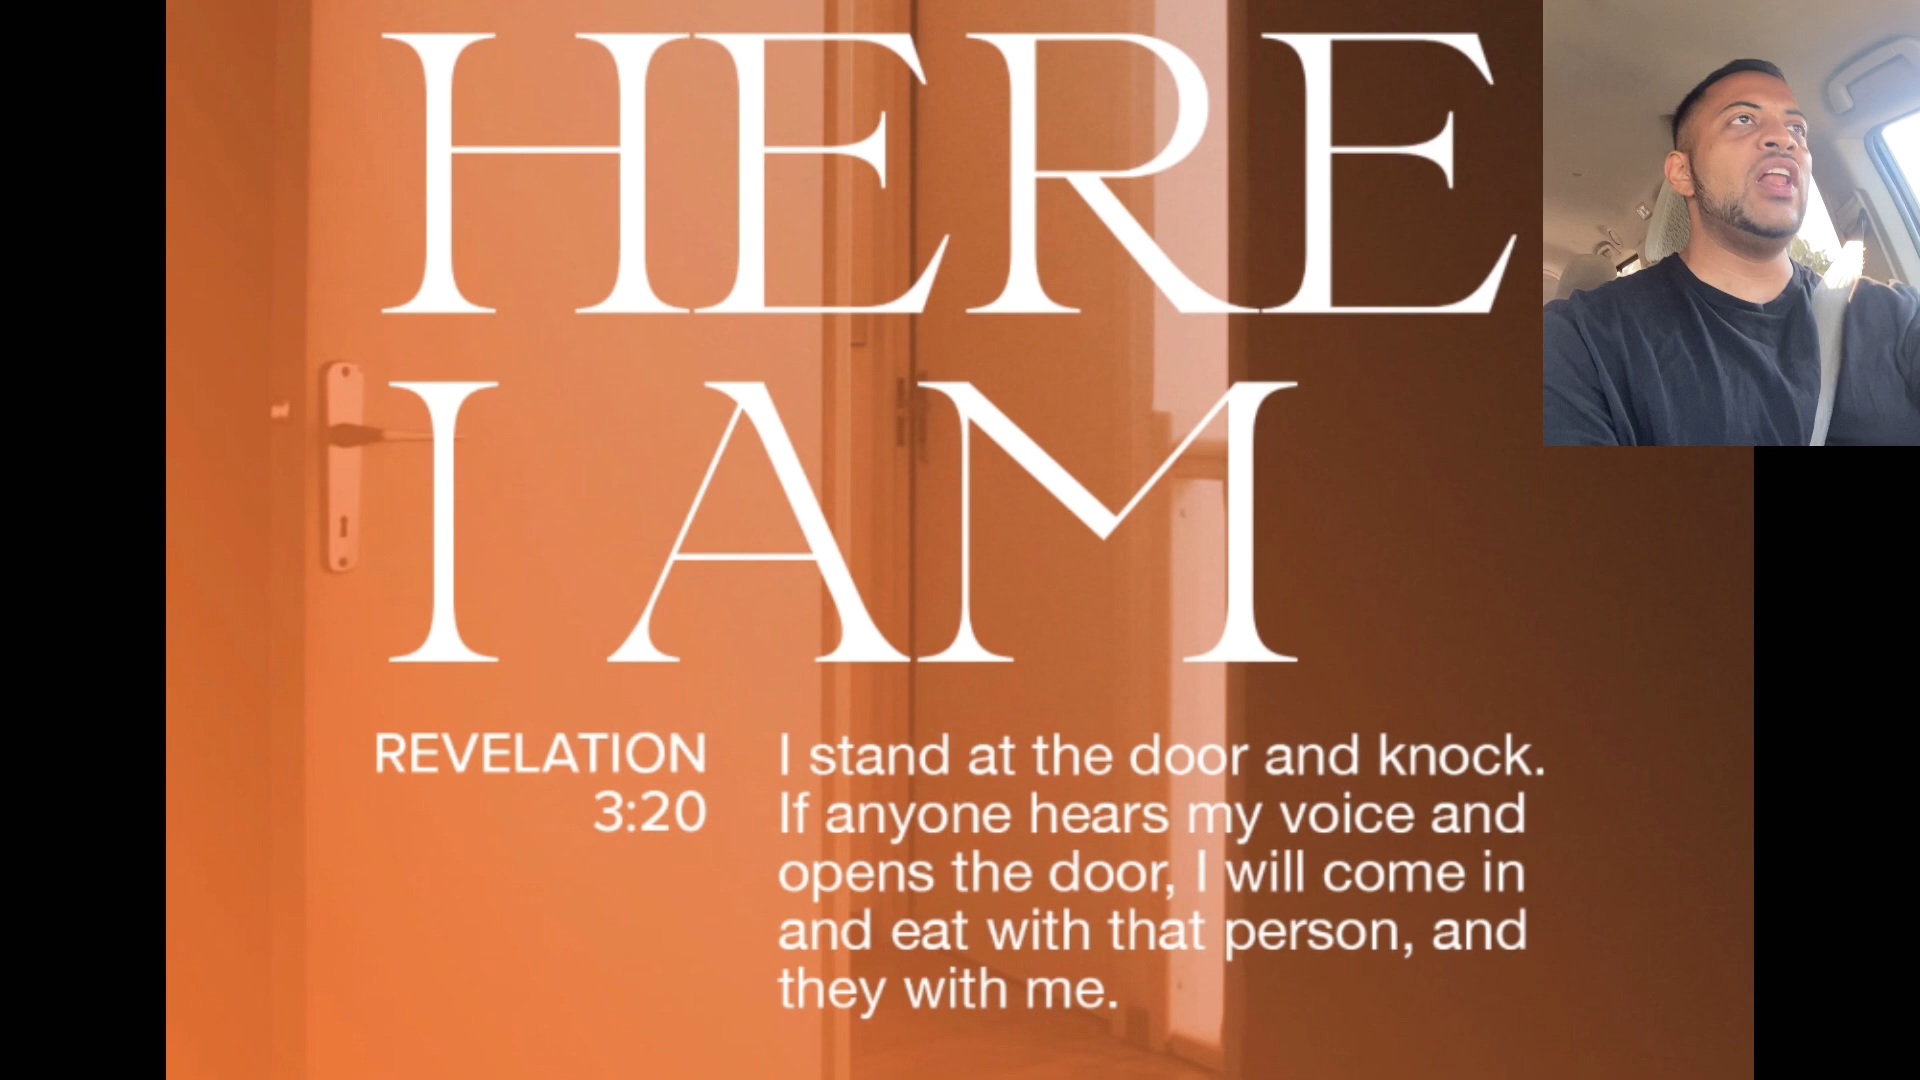 HERE
I AM
REVELATION
3:20
I stand at the door and knock.
If anyone hears my voice and
opens the door, I will come in
and eat with that person, and
they with me.